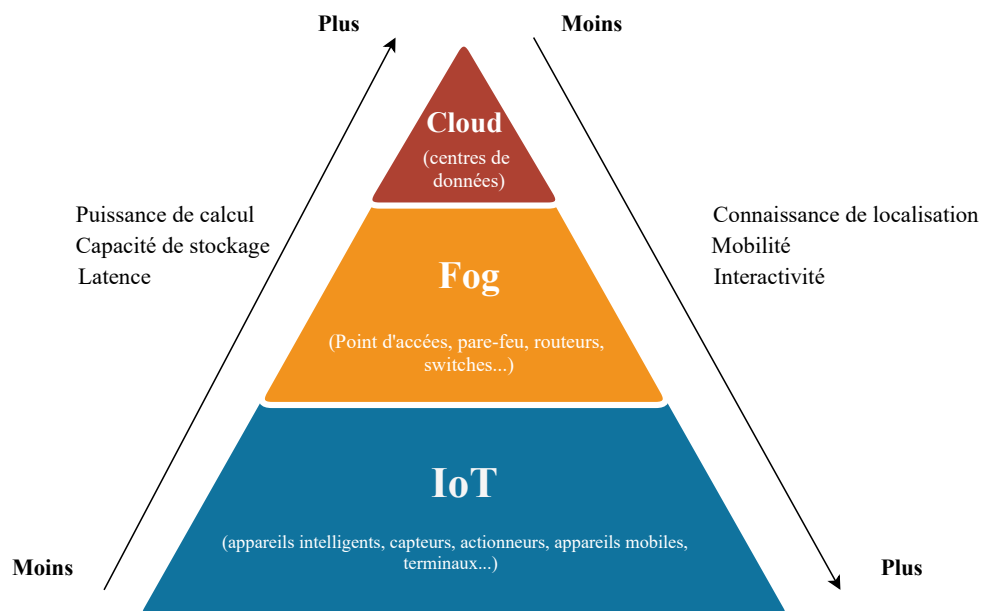 Plus
Moins
Cloud
(centres de
données)
Puissance de calcul
Capacité de stockage
Latence
Connaissance de localisation
Mobilité
Interactivité
Fog
(Point d'accées, pare-feu, routeurs,
switches...)
IoT
(appareils intelligents, capteurs, actionneurs, appareils mobiles,
terminaux...)
Moins
Plus